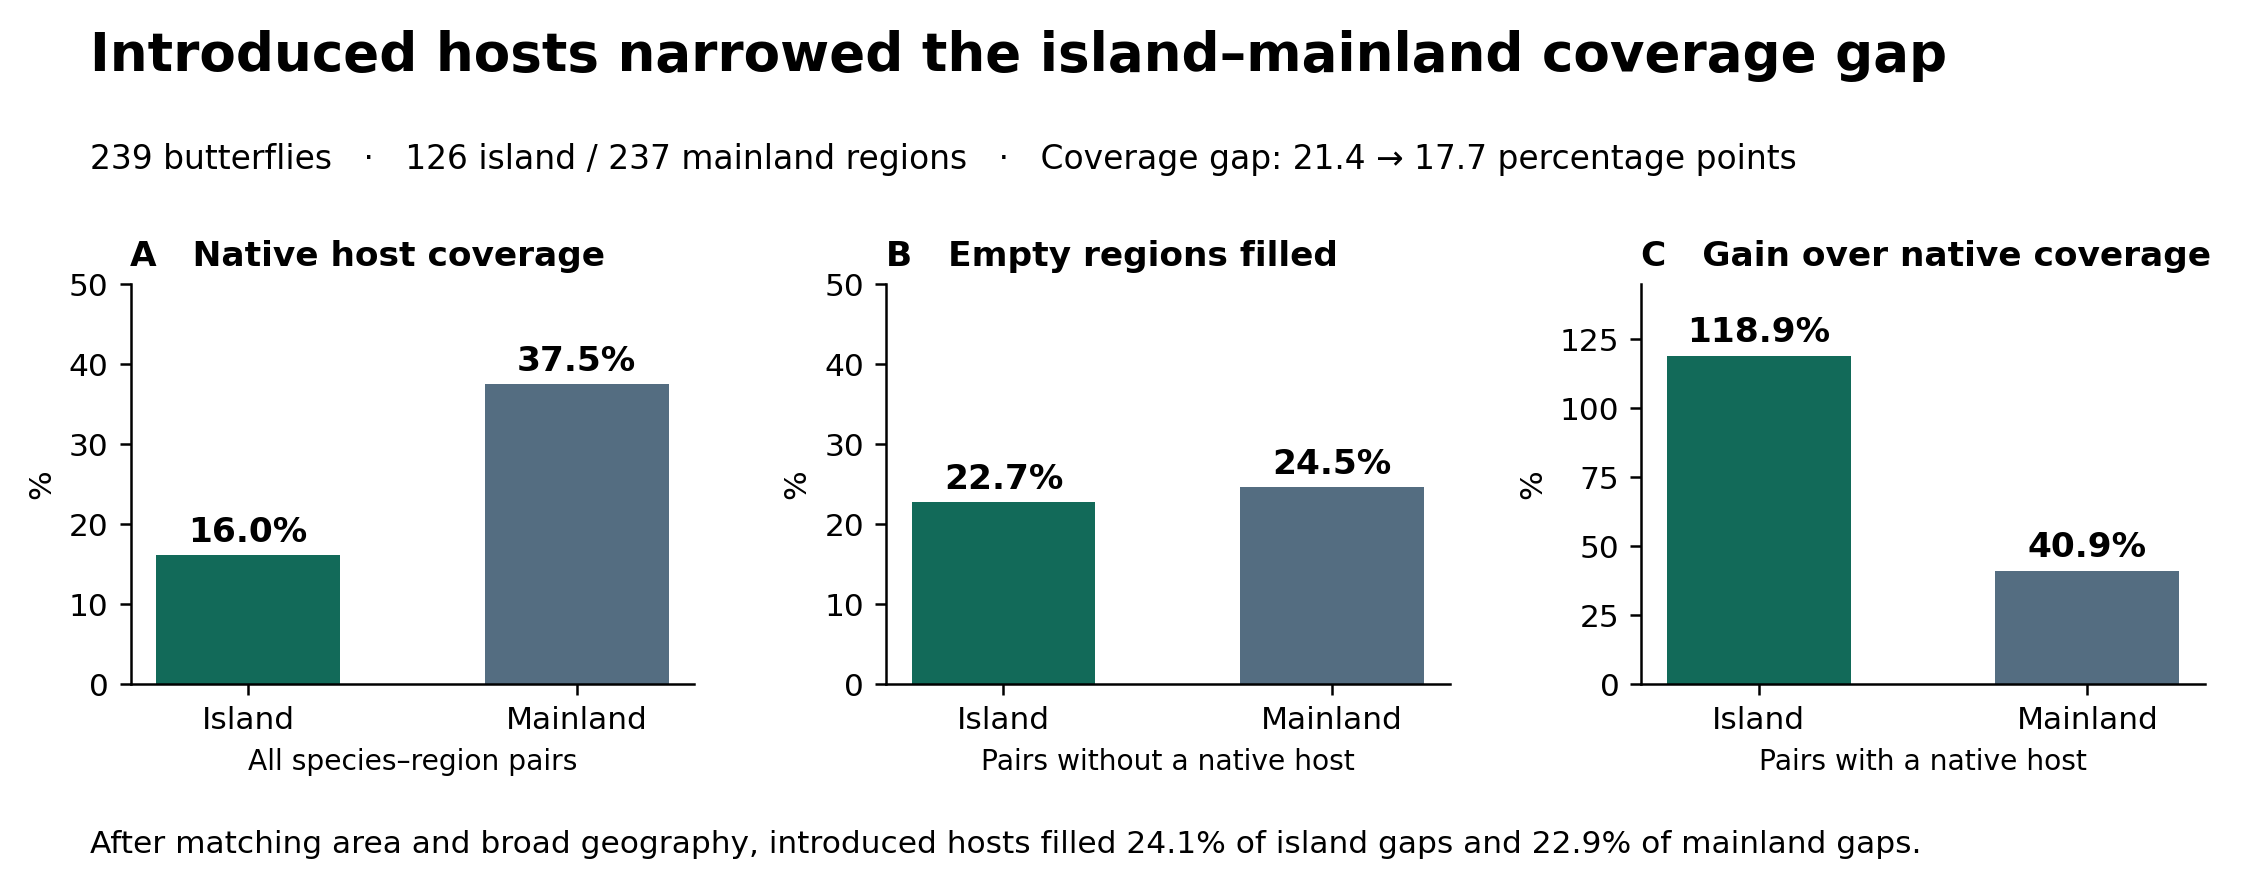 Introduced hosts narrowed the island–mainland coverage gap
239 butterflies · 126 island / 237 mainland regions · Coverage gap: 21.4 → 17.7 percentage points
A Native host coverage
50
40
30
20
10
0
%
16.0%
37.5%
Island
Mainland
All species–region pairs
B Empty regions filled
50
40
30
20
10
0
%
22.7%
24.5%
Island
Mainland
Pairs without a native host
C Gain over native coverage
125
100
75
50
25
0
%
118.9%
40.9%
Island
Mainland
Pairs with a native host
After matching area and broad geography, introduced hosts filled 24.1% of island gaps and 22.9% of mainland gaps.